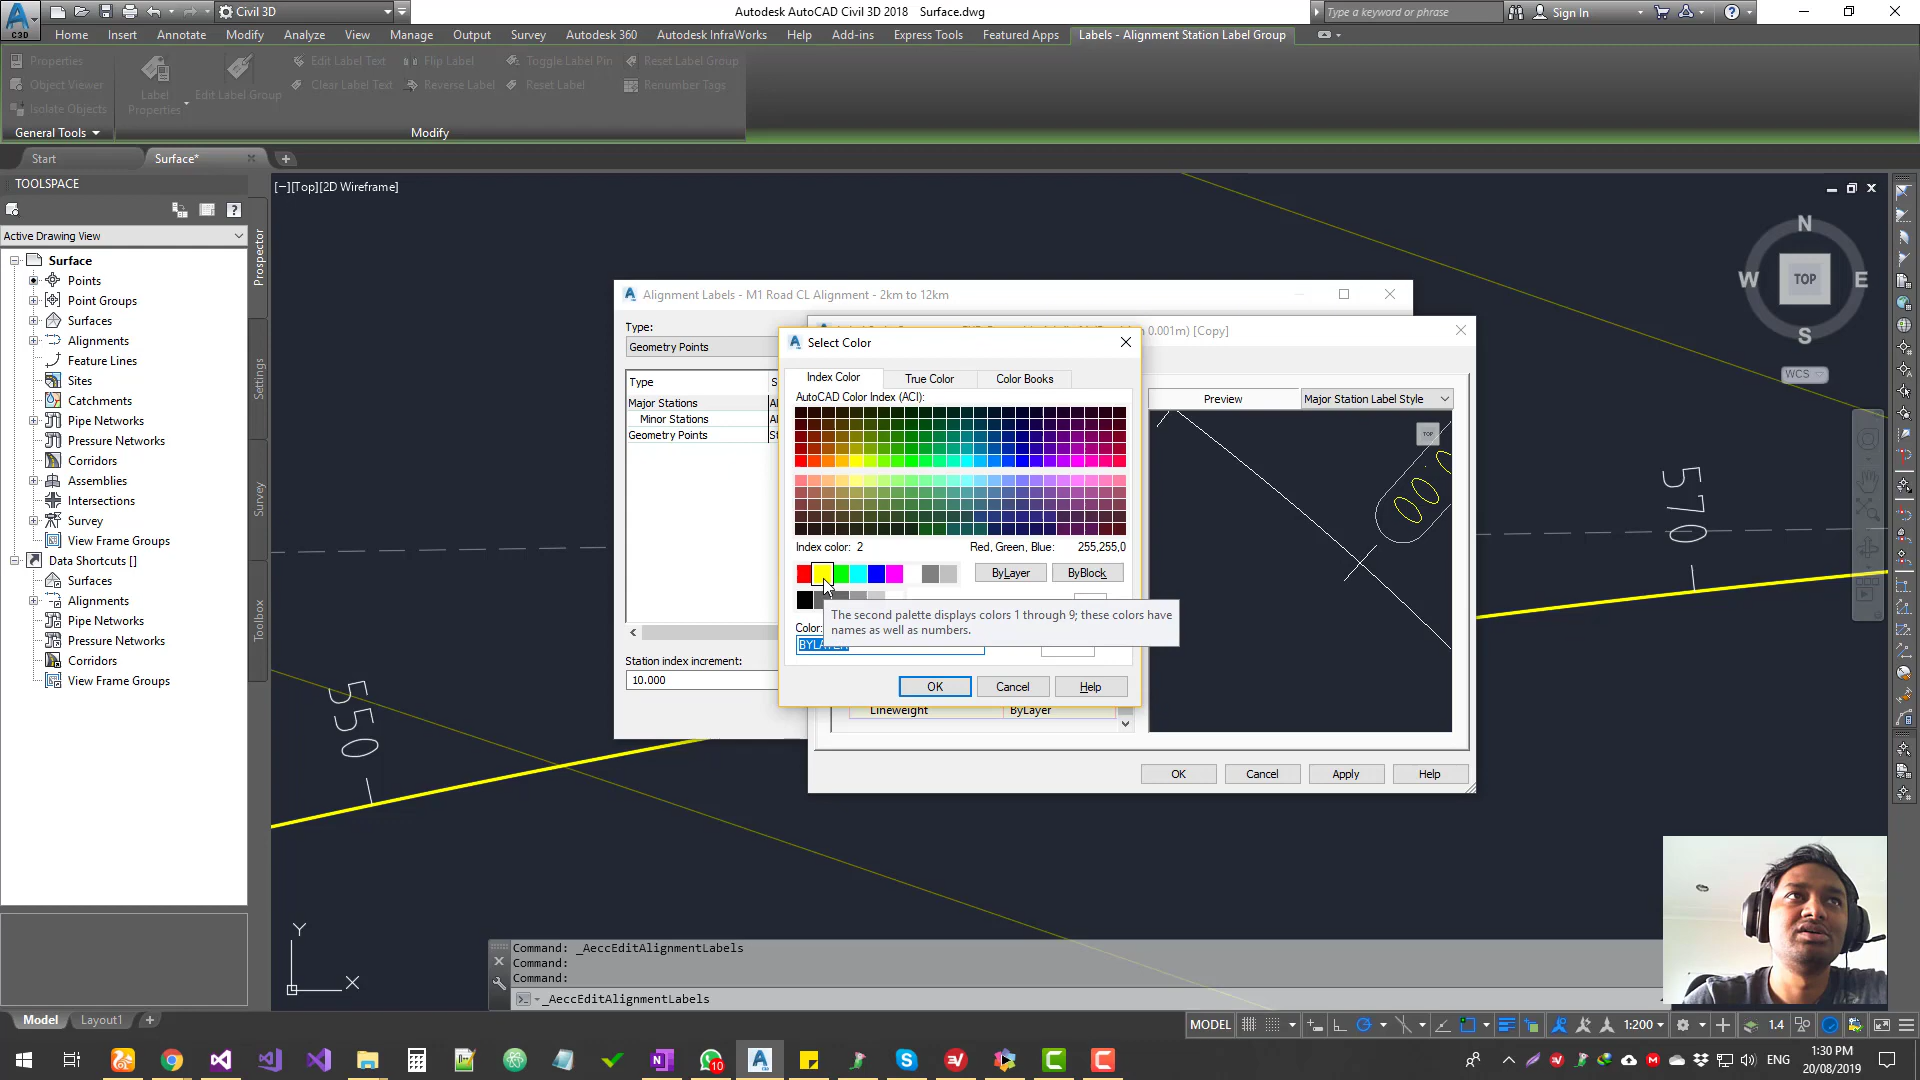 Civil 3D
Autodesk AutoCAD Civil 3D 2018 Surface.dwg
Type a keyword or phrase
Sign In
C3D
Home Insert Annotate Modify Analyze View Manage Output Survey Autodesk 360 Autodesk InfraWorks Help Add-ins Express Tools Featured Apps Labels - Alignment Station Label Group
Properties
Object Viewer
Isolate Objects
General Tools
Label Properties
Edit Label Group
Edit Label Text
Clear Label Text
Flip Label
Reverse Label
Toggle Label Pin
Reset Label
Reset Label Group
Renumber Tags
Modify
Start
Surface*
TOOLSPACE
Active Drawing View
Surface
Points
Point Groups
Surfaces
Alignments
Feature Lines
Sites
Catchments
Pipe Networks
Pressure Networks
Corridors
Assemblies
Intersections
Survey
View Frame Groups
Data Shortcuts []
Surfaces
Alignments
Pipe Networks
Pressure Networks
Corridors
View Frame Groups
Prospector
Settings
Survey
Toolbox
[−][Top][2D Wireframe]
N
W
TOP
E
S
WCS
Alignment Labels - M1 Road CL Alignment - 2km to 12km
Type:
Geometry Points
Type
Major Stations
Minor Stations
Geometry Points
Station index increment:
10.000
0.001m) [Copy]
Preview
Major Station Label Style
TOP
00 0
Lineweight
ByLayer
OK
Cancel
Apply
Help
Select Color
Index Color
True Color
Color Books
AutoCAD Color Index (ACI):
Index color: 2
Red, Green, Blue: 255,255,0
ByLayer
ByBlock
The second palette displays colors 1 through 9; these colors have
names as well as numbers.
Color:
BYLAYER
OK
Cancel
Help
570
550
Y
X
Command: _AeccEditAlignmentLabels
Command:
Command:
_AeccEditAlignmentLabels
Model
Layout1
MODEL
1:200
1.4
10
ENG
1:30 PM
20/08/2019